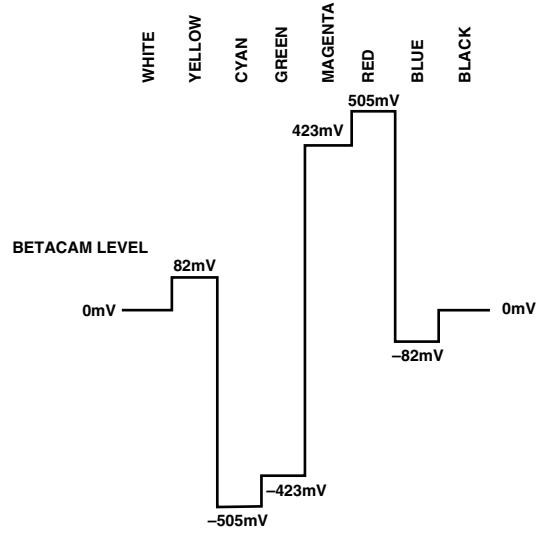 WHITE
YELLOW
CYAN
GREEN
MAGENTA
RED
BLUE
BLACK
505mV
423mV
BETACAM LEVEL
82mV
0mV
0mV
–82mV
–423mV
–505mV